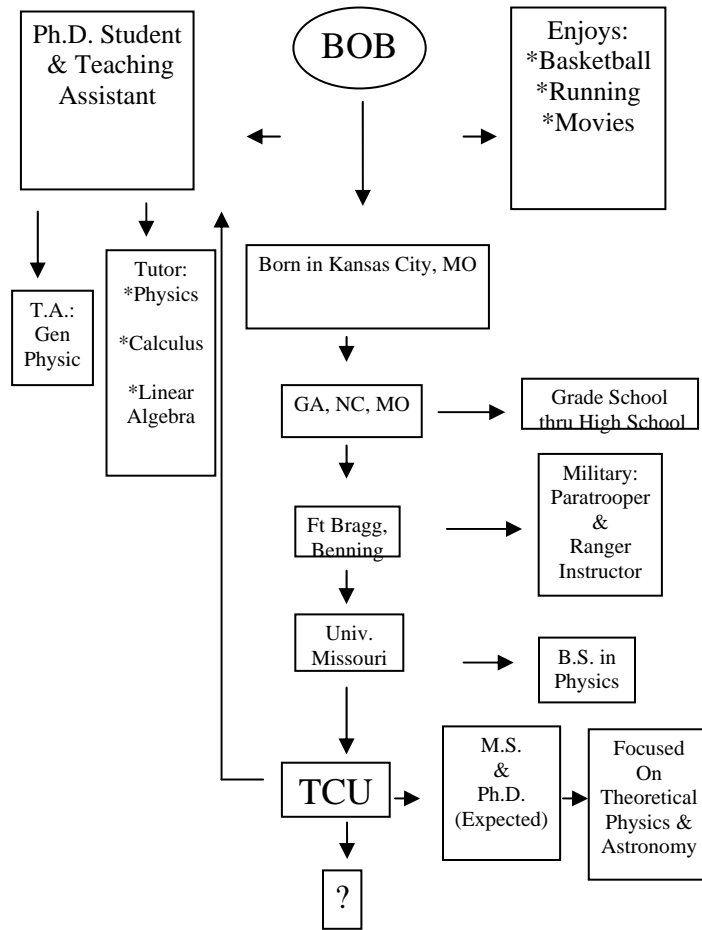 Ph.D. Student
& Teaching
Assistant
BOB
Enjoys:
*Basketball
*Running
*Movies
T.A.:
Gen
Physic
Tutor:
*Physics
*Calculus
*Linear
Algebra
Born in Kansas City, MO
GA, NC, MO
Grade School
thru High School
Ft Bragg,
Benning
Military:
Paratrooper
&
Ranger
Instructor
Univ.
Missouri
B.S. in
Physics
TCU
M.S.
&
Ph.D.
(Expected)
Focused
On
Theoretical
Physics &
Astronomy
?